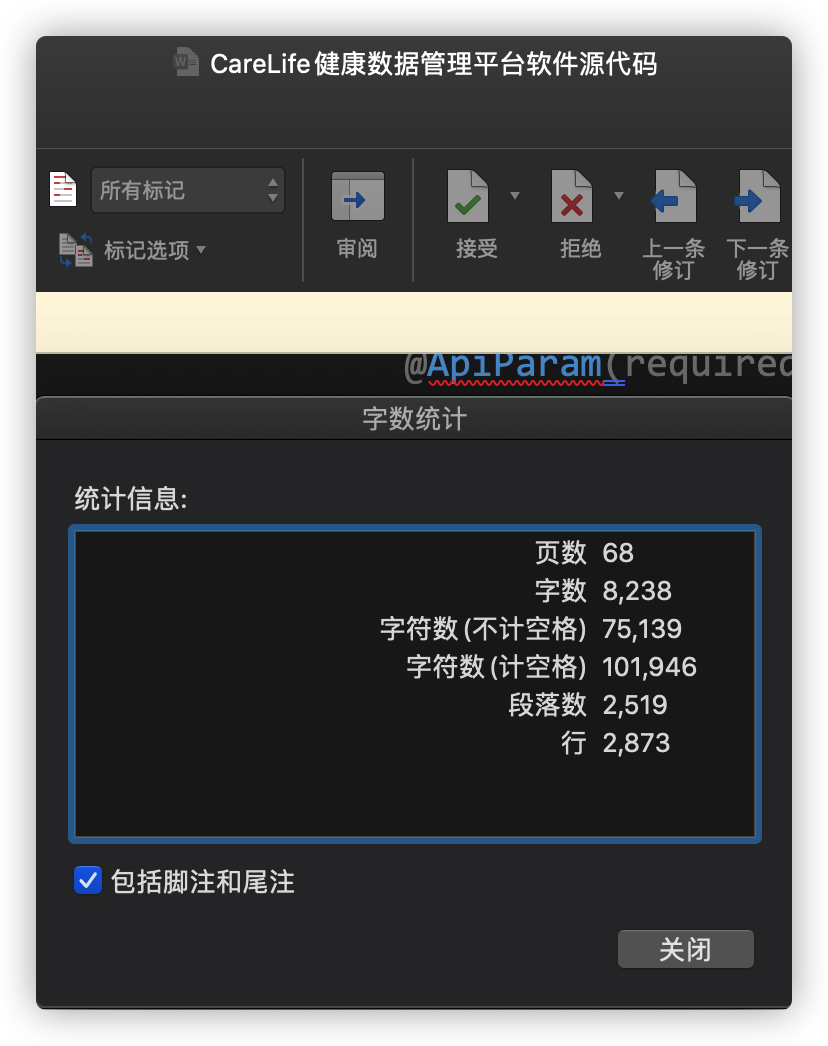 CareLife健康数据管理平台软件源代码
所有标记
标记选项
审阅
接受
拒绝
上一条
修订
下一条
修订
@ApiParam(required
字数统计
统计信息:
页数 68
字数 8,238
字符数(不计空格) 75,139
字符数(计空格) 101,946
段落数 2,519
行 2,873
包括脚注和尾注
关闭